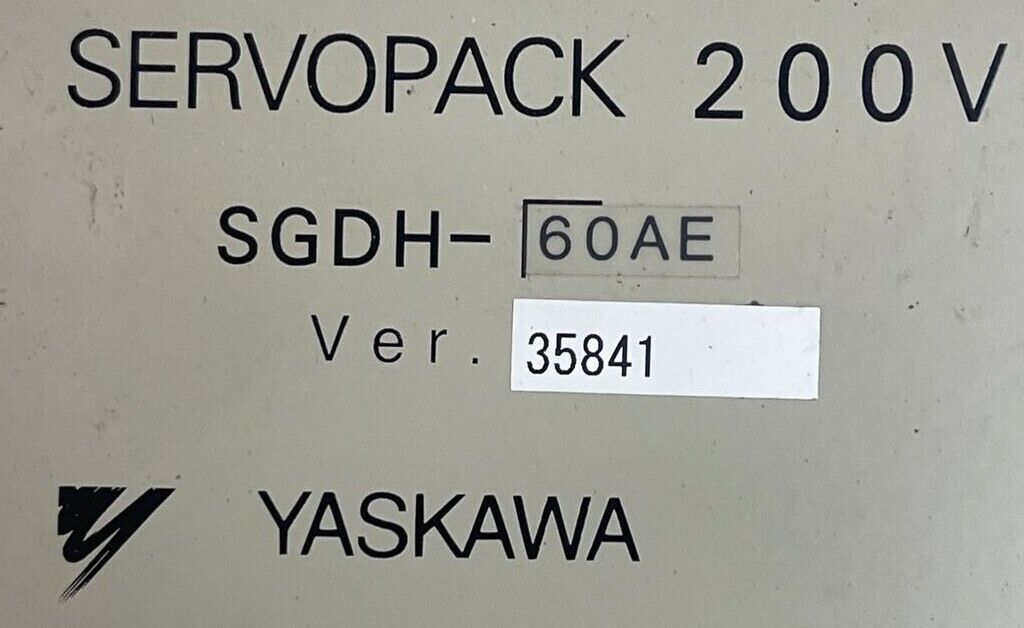 SERVOPACK 200V
SGDH- 60AE
Ver. 35841
YASKAWA